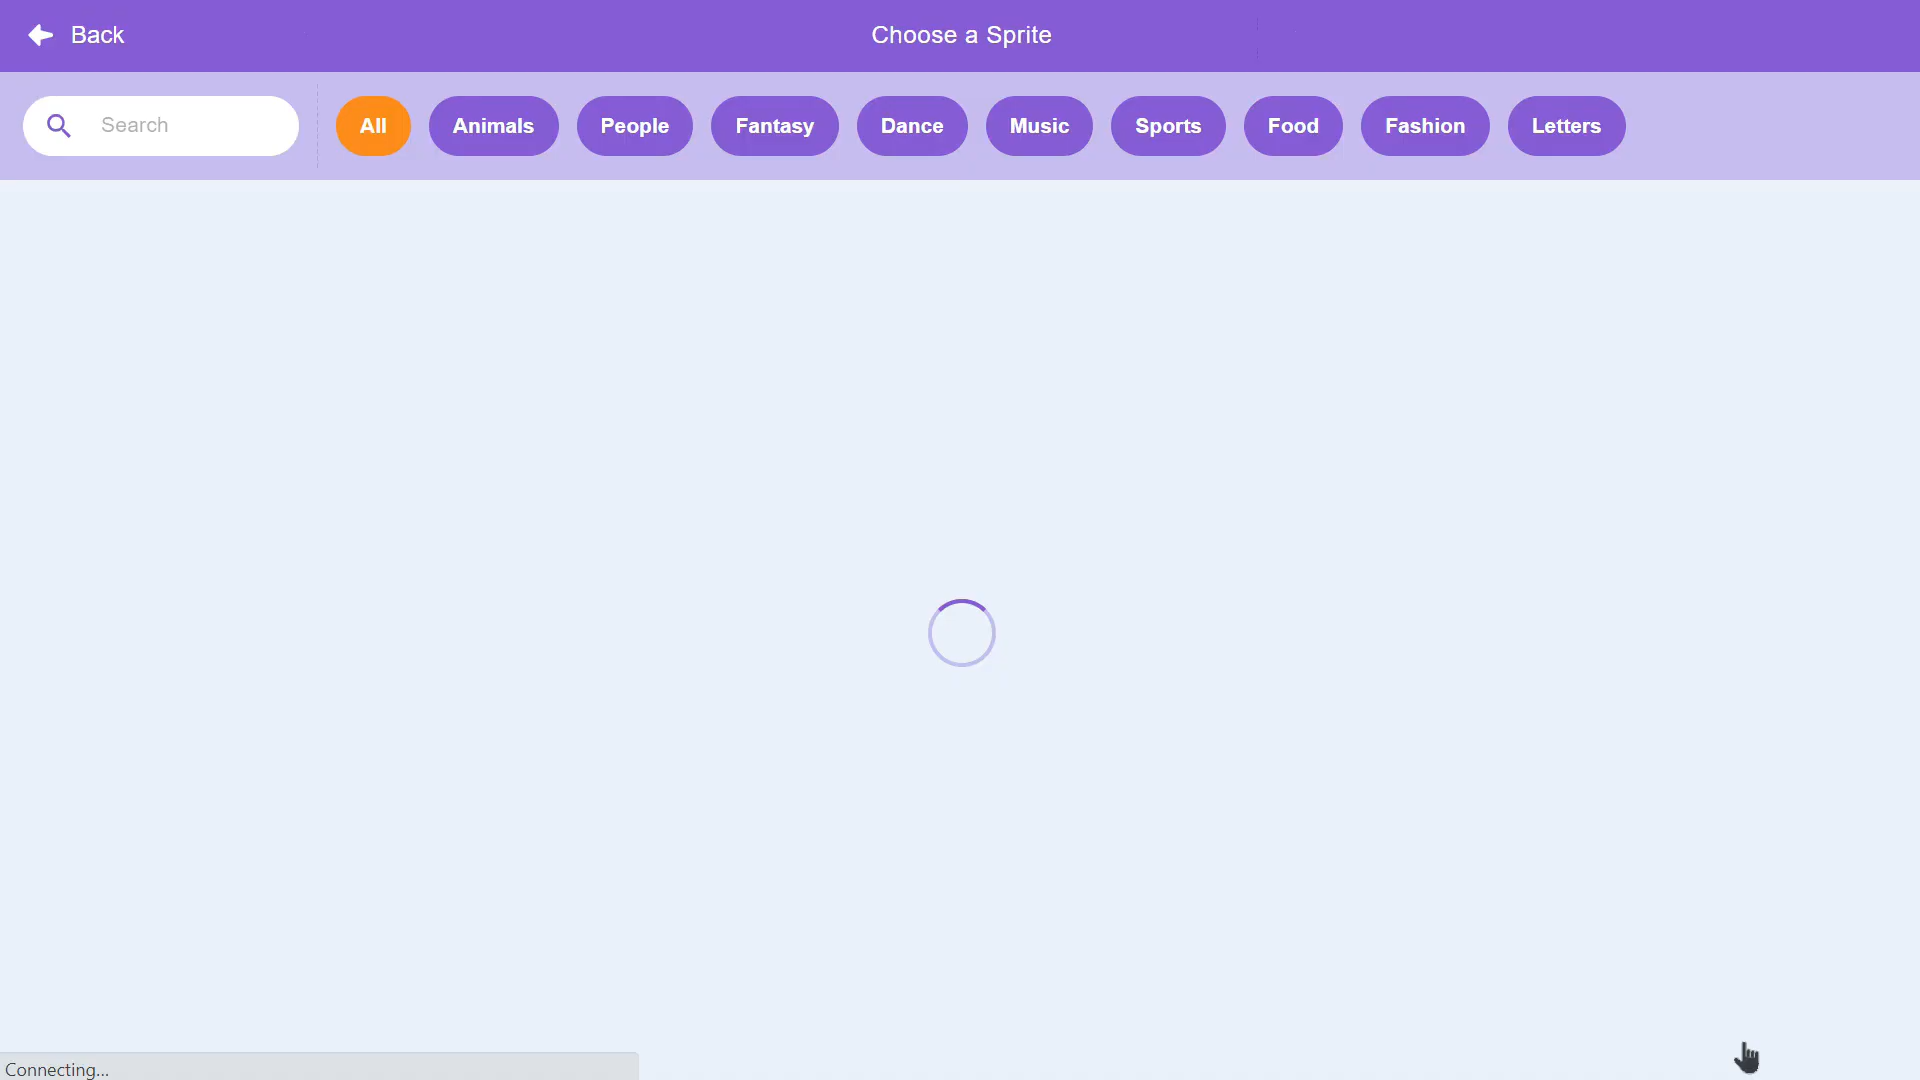 Back
Choose a Sprite
Search
All
Animals
People
Fantasy
Dance
Music
Sports
Food
Fashion
Letters
Connecting...